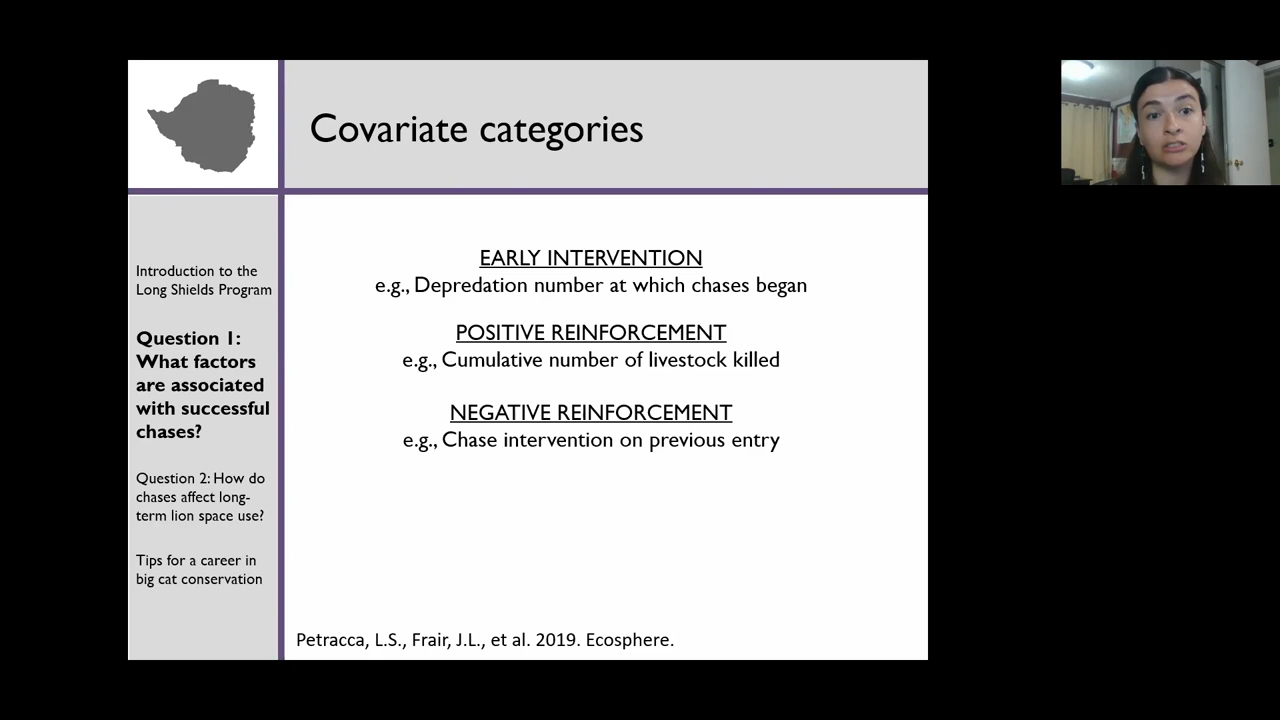 Covariate categories
Introduction to the
Long Shields Program
Question 1:
What factors
are associated
with successful
chases?
Question 2: How do
chases affect long-
term lion space use?
Tips for a career in
big cat conservation
EARLY INTERVENTION
e.g., Depredation number at which chases began
POSITIVE REINFORCEMENT
e.g., Cumulative number of livestock killed
NEGATIVE REINFORCEMENT
e.g., Chase intervention on previous entry
Petracca, L.S., Frair, J.L., et al. 2019. Ecosphere.